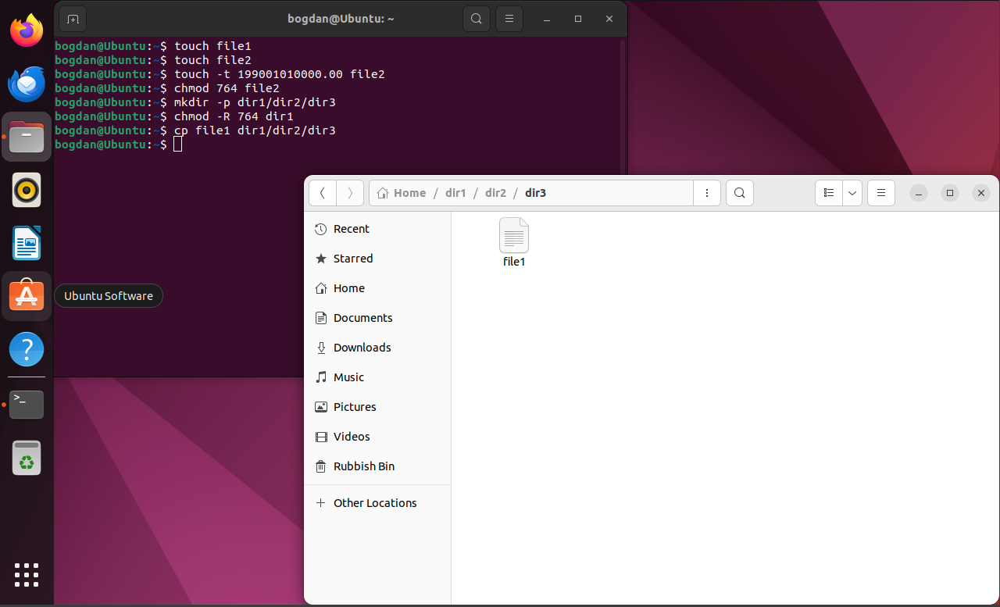 bogdan@Ubuntu: ~
bogdan@Ubuntu:~$ touch file1
bogdan@Ubuntu:~$ touch file2
bogdan@Ubuntu:~$ touch -t 199001010000.00 file2
bogdan@Ubuntu:~$ chmod 764 file2
bogdan@Ubuntu:~$ mkdir -p dir1/dir2/dir3
bogdan@Ubuntu:~$ chmod -R 764 dir1
bogdan@Ubuntu:~$ cp file1 dir1/dir2/dir3
bogdan@Ubuntu:~$
Home / dir1 / dir2 / dir3
Recent
Starred
Home
Documents
Downloads
Music
Pictures
Videos
Rubbish Bin
Other Locations
file1
Ubuntu Software
?
>_